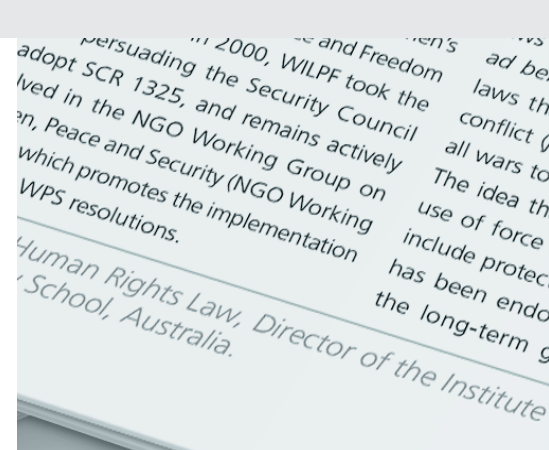 and Freedom
in 2000, WILPF took the
persuading the Security Council
adopt SCR 1325, and remains actively
lved in the NGO Working Group on
en, Peace and Security (NGO Working
which promotes the implementation
WPS resolutions.
ad be
laws th
conflict (
all wars to
The idea th
use of force
include protec
has been endo
the long-term g
Human Rights Law, Director of the Institute
School, Australia.